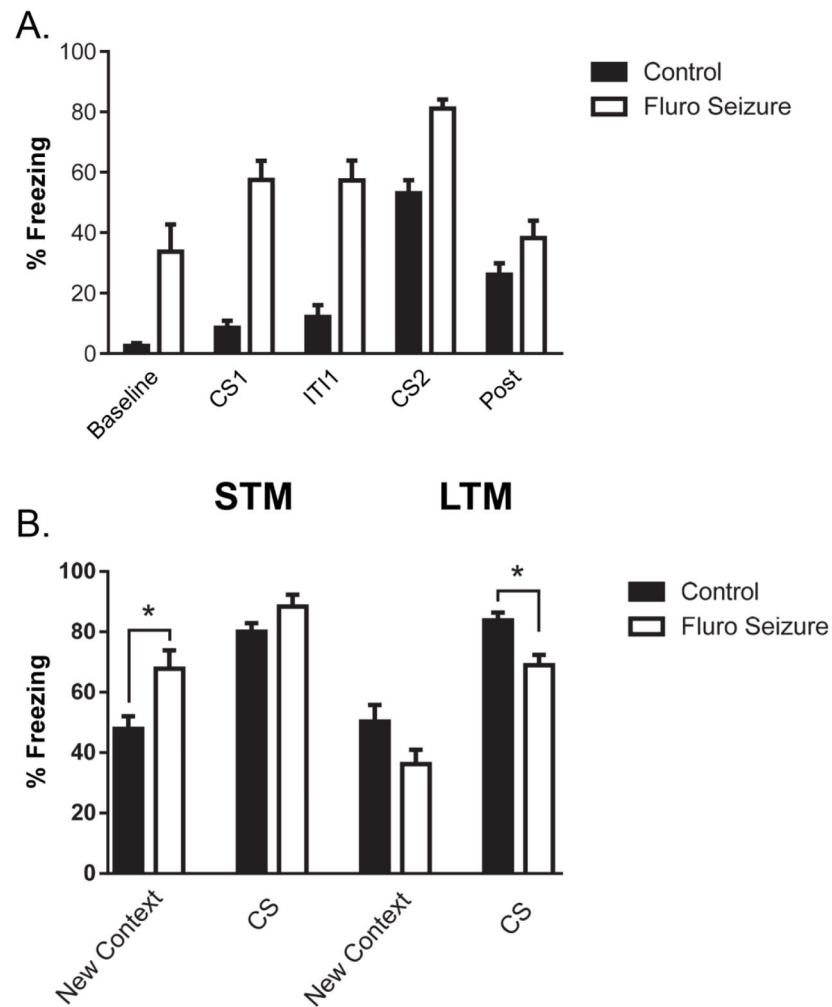 A.
100
80
60
40
20
0
% Freezing
Control
Fluro Seizure
Baseline
CS1
ITI1
CS2
Post
STM
LTM
B.
100
80
60
40
20
0
% Freezing
*
*
Control
Fluro Seizure
New Context
CS
New Context
CS